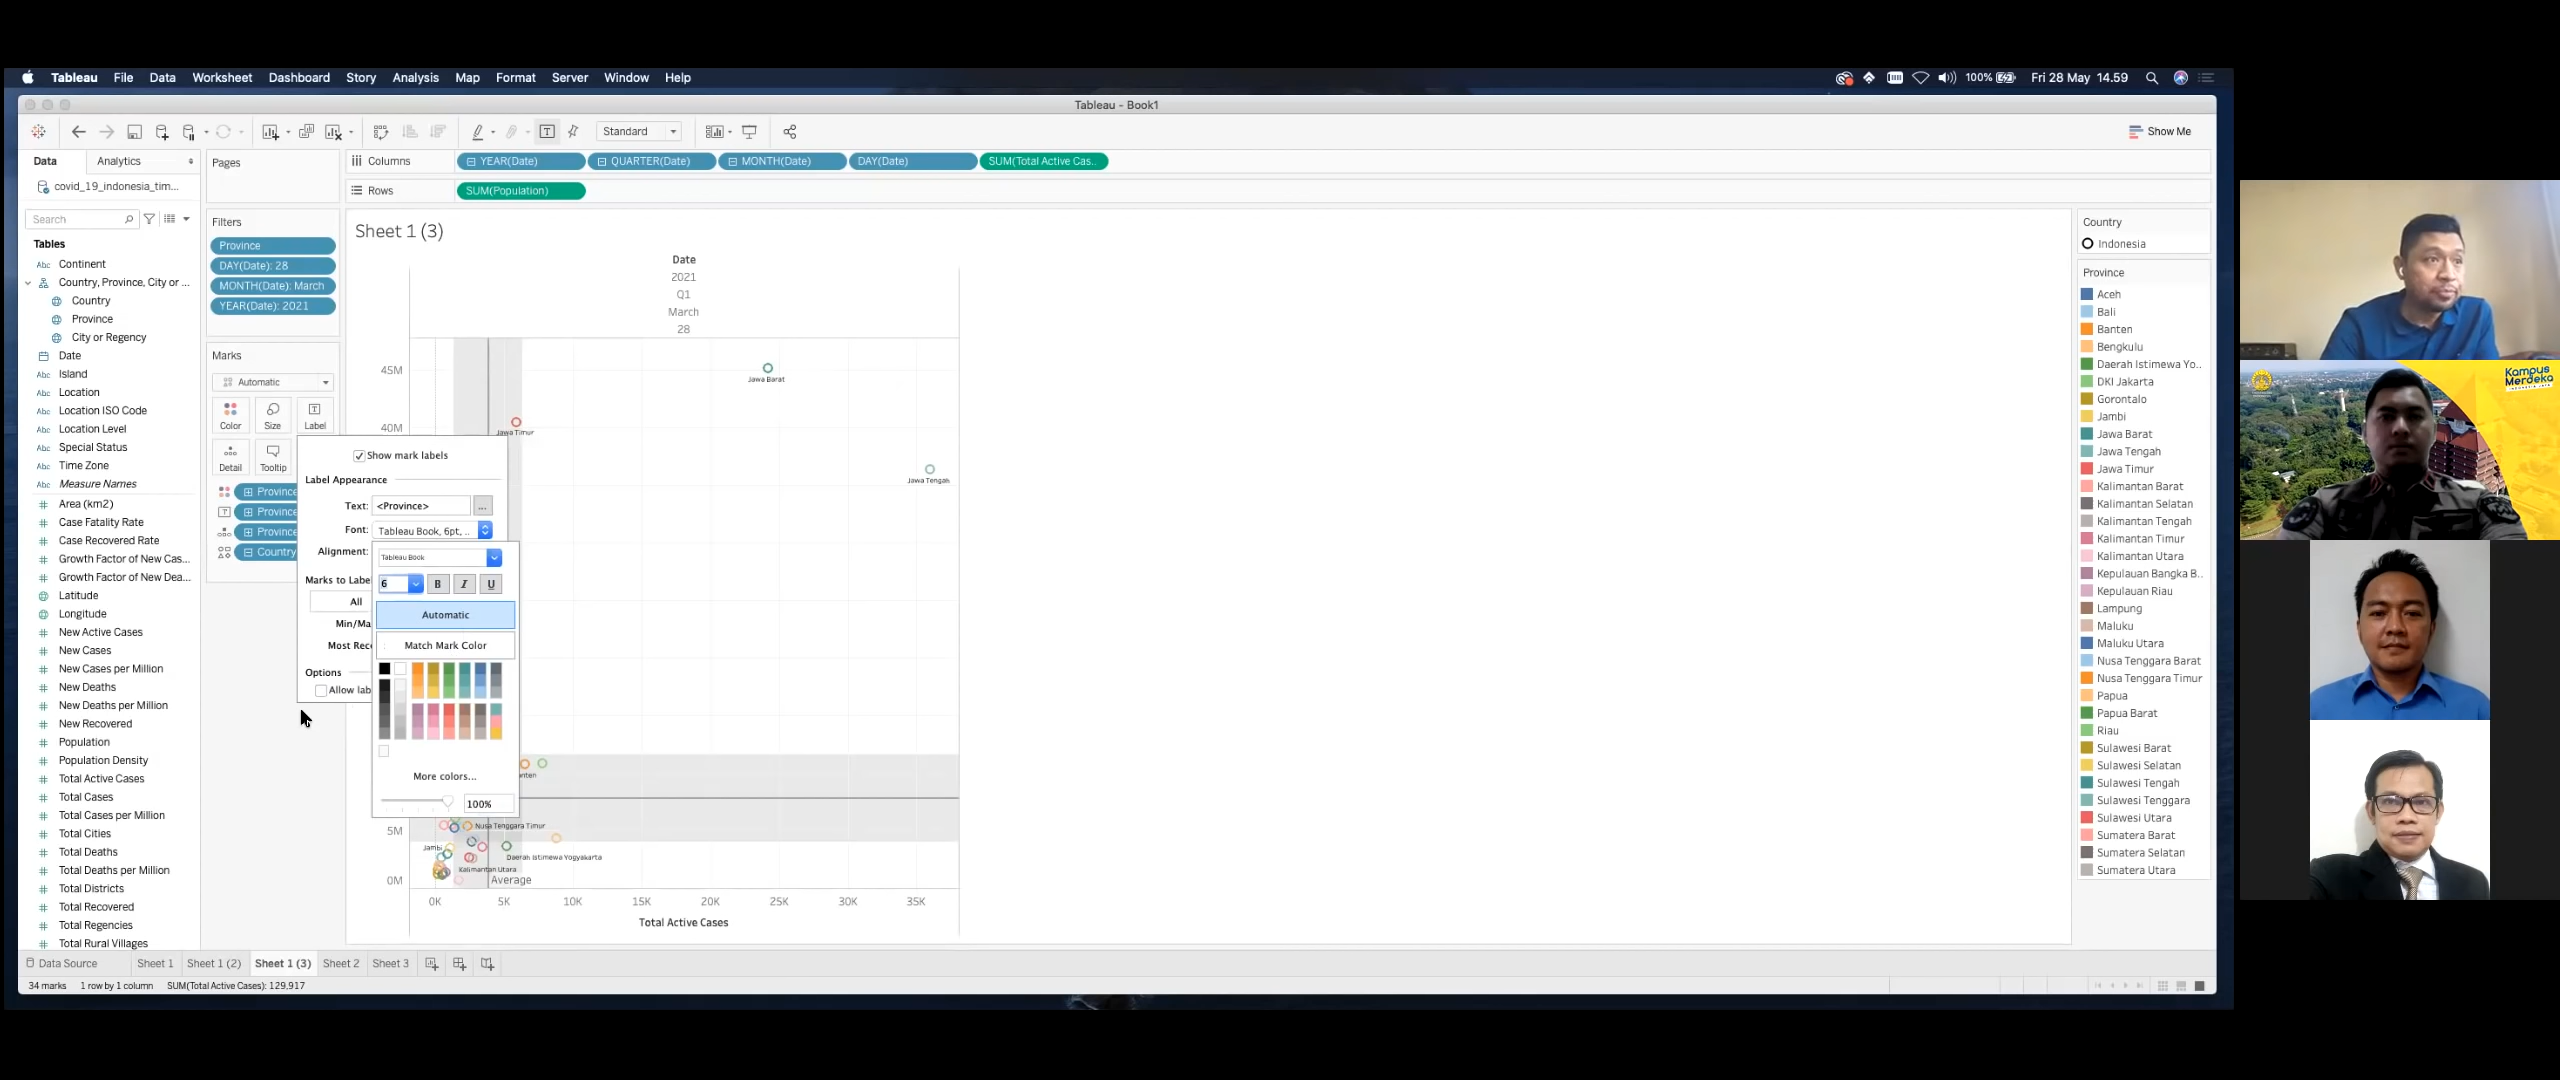 Tableau File Data Worksheet Dashboard Story Analysis Map Format Server Window Help
100% Fri 28 May 14.59
Tableau - Book1
Standard
Show Me
Data Analytics
covid_19_indonesia_tim...
Search
Tables
Continent
Country, Province, City or ...
Country
Province
City or Regency
Date
Island
Location
Location ISO Code
Location Level
Special Status
Time Zone
Measure Names
Area (km2)
Case Fatality Rate
Case Recovered Rate
Growth Factor of New Cas...
Growth Factor of New Dea...
Latitude
Longitude
New Active Cases
New Cases
New Cases per Million
New Deaths
New Deaths per Million
New Recovered
Population
Population Density
Total Active Cases
Total Cases
Total Cases per Million
Total Cities
Total Deaths
Total Deaths per Million
Total Districts
Total Recovered
Total Regencies
Total Rural Villages
Pages
Filters
Province
DAY(Date): 28
MONTH(Date): March
YEAR(Date): 2021
Marks
Automatic
Color Size Label
Detail Tooltip
Province
Province
Province
Country
Columns YEAR(Date) QUARTER(Date) MONTH(Date) DAY(Date) SUM(Total Active Cas..
Rows SUM(Population)
Sheet 1 (3)
Date
2021
Q1
March
28
45M
40M
5M
0M
Jawa Barat
Jawa Timur
Jawa Tengah
Nusa Tenggara Timur
Jambi
Daerah Istimewa Yogyakarta
Kalimantan Utara
Average
0K 5K 10K 15K 20K 25K 30K 35K
Total Active Cases
Show mark labels
Label Appearance
Text: <Province> ...
Font: Tableau Book, 6pt, ..
Alignment:
Marks to Labe
All
Min/Ma
Most Rec
Options
Allow lab
Tableau Book
6 B I U
Automatic
Match Mark Color
More colors...
100%
Country
Indonesia
Province
Aceh
Bali
Banten
Bengkulu
Daerah Istimewa Yo..
DKI Jakarta
Gorontalo
Jambi
Jawa Barat
Jawa Tengah
Jawa Timur
Kalimantan Barat
Kalimantan Selatan
Kalimantan Tengah
Kalimantan Timur
Kalimantan Utara
Kepulauan Bangka B..
Kepulauan Riau
Lampung
Maluku
Maluku Utara
Nusa Tenggara Barat
Nusa Tenggara Timur
Papua
Papua Barat
Riau
Sulawesi Barat
Sulawesi Selatan
Sulawesi Tengah
Sulawesi Tenggara
Sulawesi Utara
Sumatera Barat
Sumatera Selatan
Sumatera Utara
Data Source Sheet 1 Sheet 1 (2) Sheet 1 (3) Sheet 2 Sheet 3
34 marks 1 row by 1 column SUM(Total Active Cases): 129,917
Kampus
Merdeka